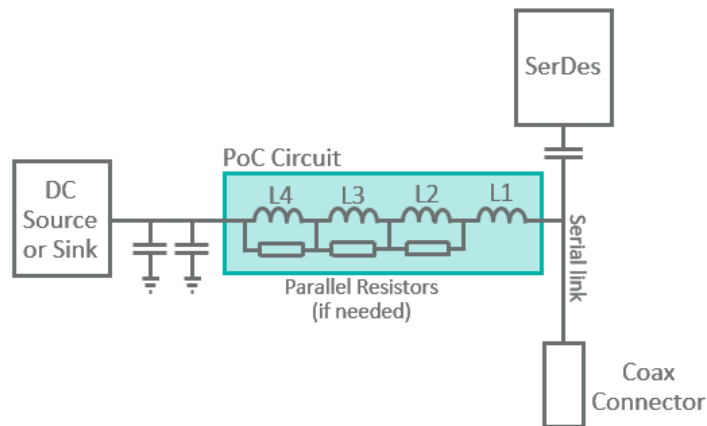 SerDes
PoC Circuit
DC
Source
or Sink
L4
L3
L2
L1
Serial link
Parallel Resistors
(if needed)
Coax
Connector